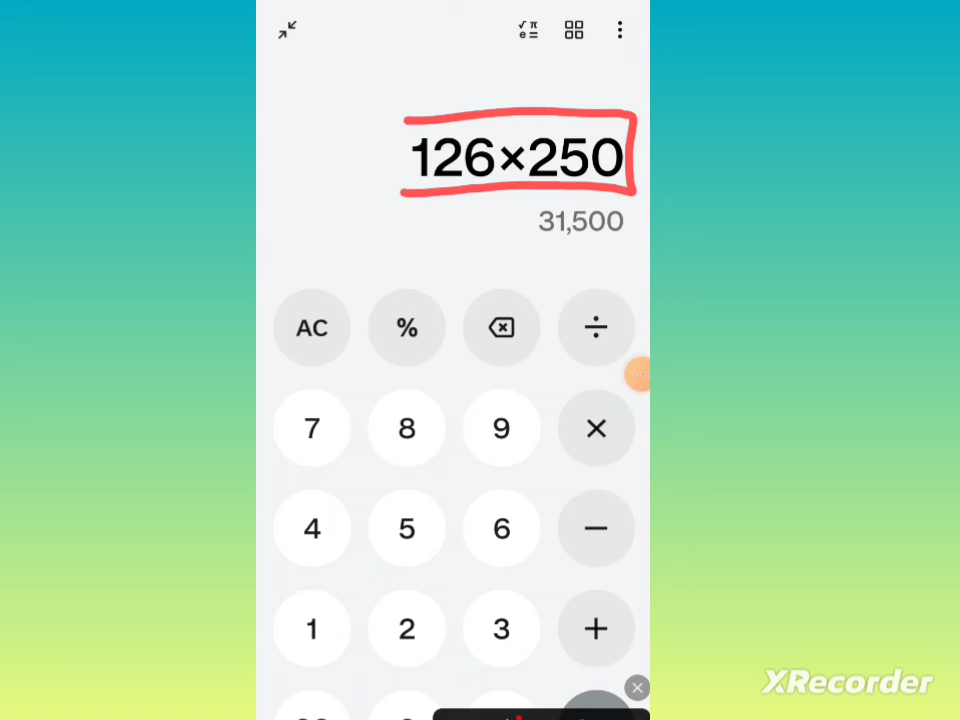 √ π
e =
126×250
31,500
AC % ÷
7 8 9 ×
4 5 6 −
1 2 3 +
XRecorder